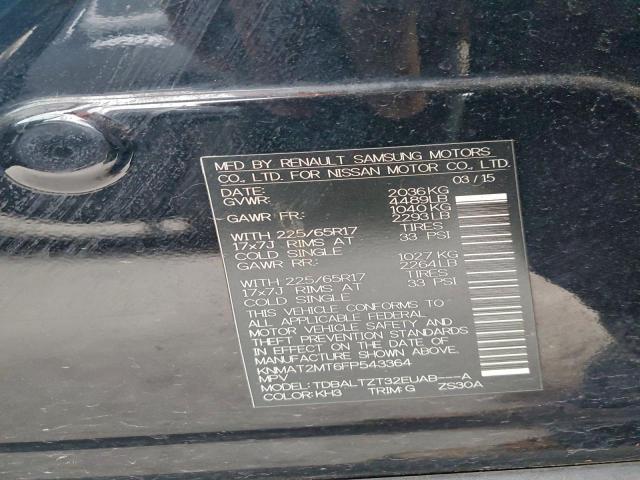 MFD BY RENAULT SAMSUNG MOTORS
CO., LTD. FOR NISSAN MOTOR CO., LTD.
DATE: 03/15
GVWR: 2036KG
4489LB
GAWR FR: 1040 KG
2293LB
WITH 225/65R17 TIRES
17x7J RIMS AT 33 PSI
COLD SINGLE
GAWR RR: 1027 KG
2264LB
WITH 225/65R17 TIRES
17x7J RIMS AT 33 PSI
COLD SINGLE
THIS VEHICLE CONFORMS TO
ALL APPLICABLE FEDERAL
MOTOR VEHICLE SAFETY AND
THEFT PREVENTION STANDARDS
IN EFFECT ON THE DATE OF
MANUFACTURE SHOWN ABOVE.
KNMAT2MT6FP543364
MPV
MODEL: TDBALTZT32EUAB----A
COLOR: KH3 TRIM: G ZS30A